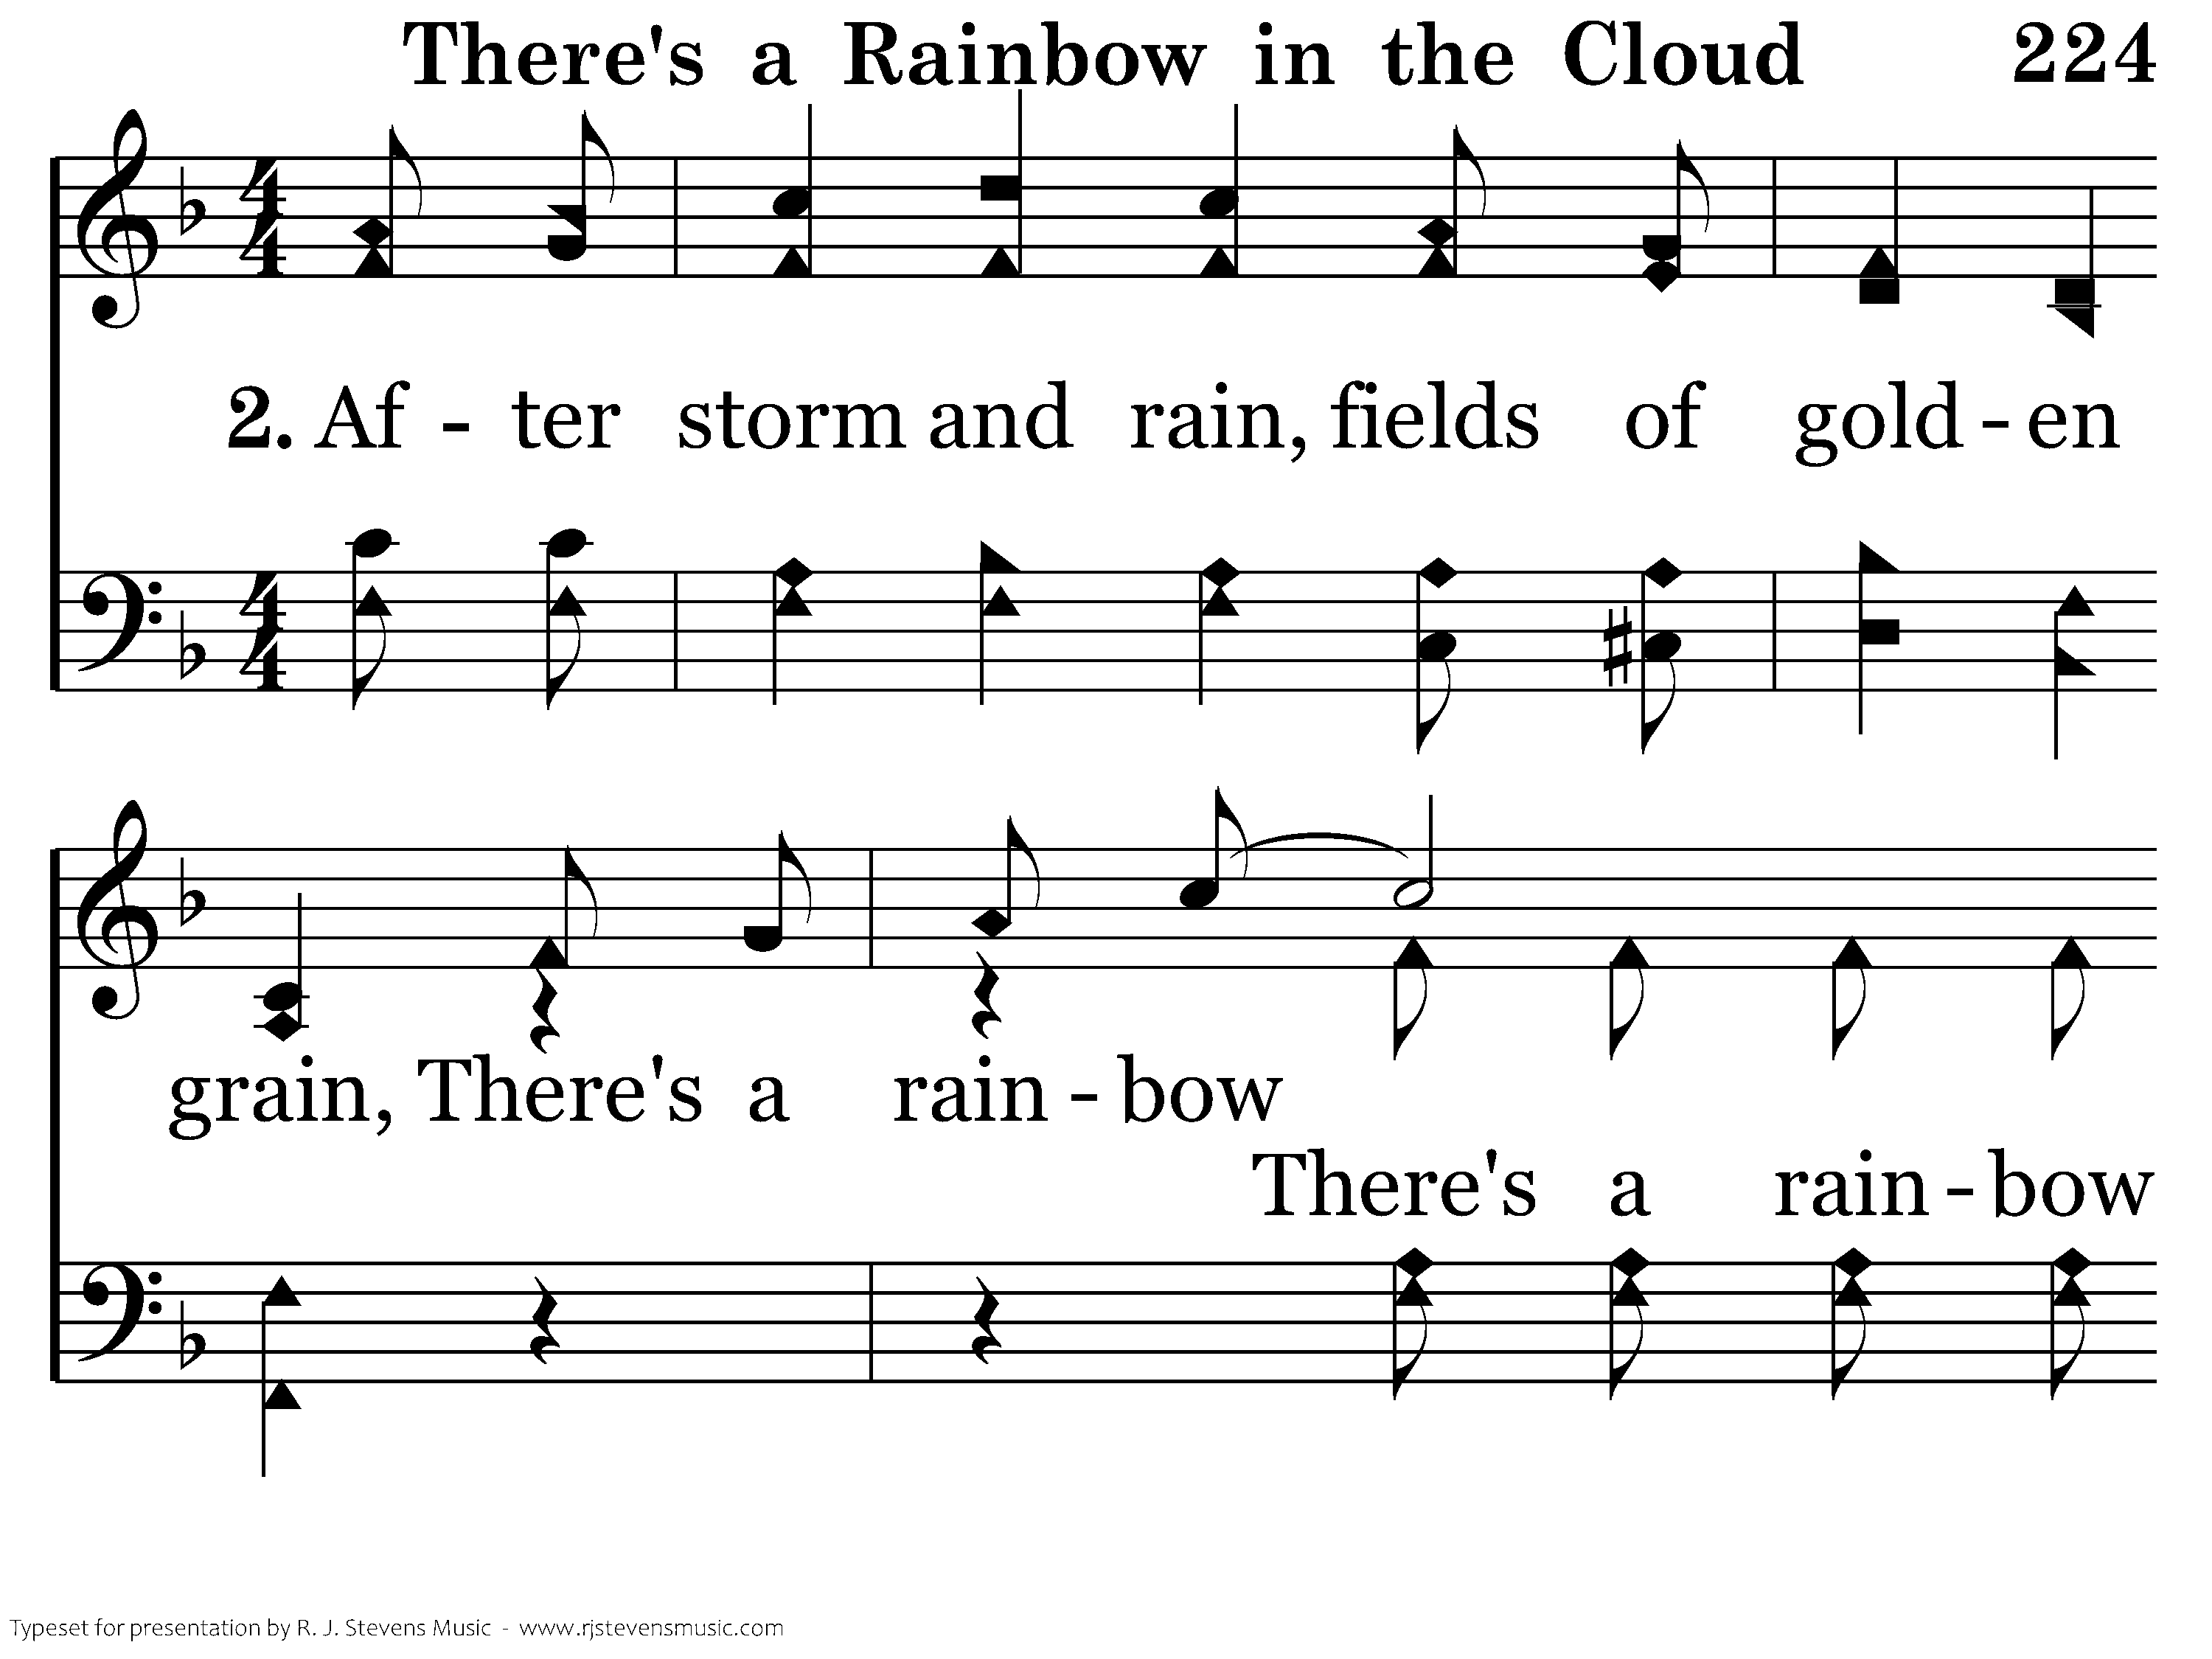 There's a Rainbow in the Cloud 224
2. Af - ter storm and rain, fields of gold - en
grain, There's a rain - bow
There's a rain - bow
Typeset for presentation by R. J. Stevens Music - www.rjstevensmusic.com